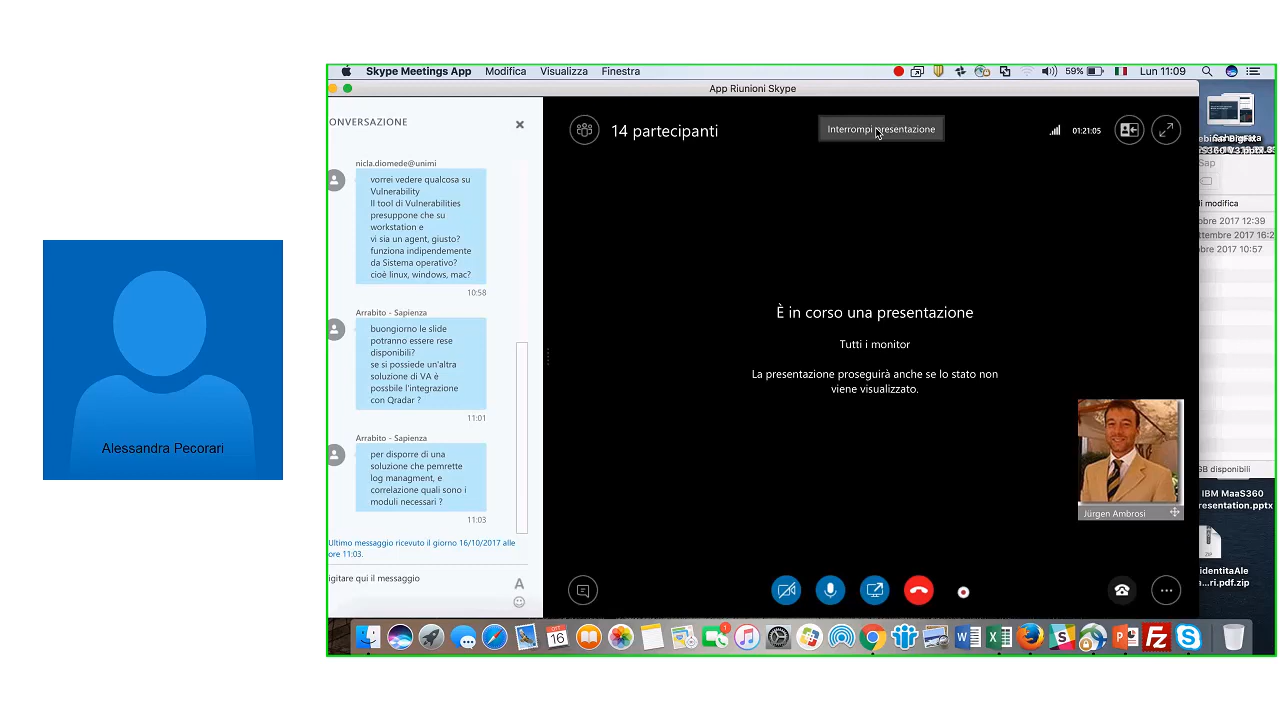 Skype Meetings App Modifica Visualizza Finestra 59% Lun 11:09
App Riunioni Skype
ONVERSAZIONE
14 partecipanti
Interrompi presentazione
01:21:05
nicla.diomede@unimi
vorrei vedere qualcosa su
Vulnerability
Il tool di Vulnerabilities
presuppone che su
workstation e
vi sia un agent, giusto?
funziona indipendemente
da Sistema operativo?
cioè linux, windows, mac?
10:58
Arrabito - Sapienza
buongiorno le slide
potranno essere rese
disponibili?
se si possiede un'altra
soluzione di VA è
possbile l'integrazione
con Qradar ?
11:01
Arrabito - Sapienza
per disporre di una
soluzione che pemrette
log managment, e
correlazione quali sono i
moduli necessari ?
11:03
Ultimo messaggio ricevuto il giorno 16/10/2017 alle
ore 11:03.
igitare qui il messaggio
A
È in corso una presentazione
Tutti i monitor
La presentazione proseguirà anche se lo stato non
viene visualizzato.
Jürgen Ambrosi
Alessandra Pecorari
Sap
di modifica
obre 2017 12:39
ttembre 2017 16:2
obre 2017 10:57
GB disponibili
IBM MaaS360
resentation.pptx
zip
identitaAle
...ri.pdf.zip
OTT
16
1